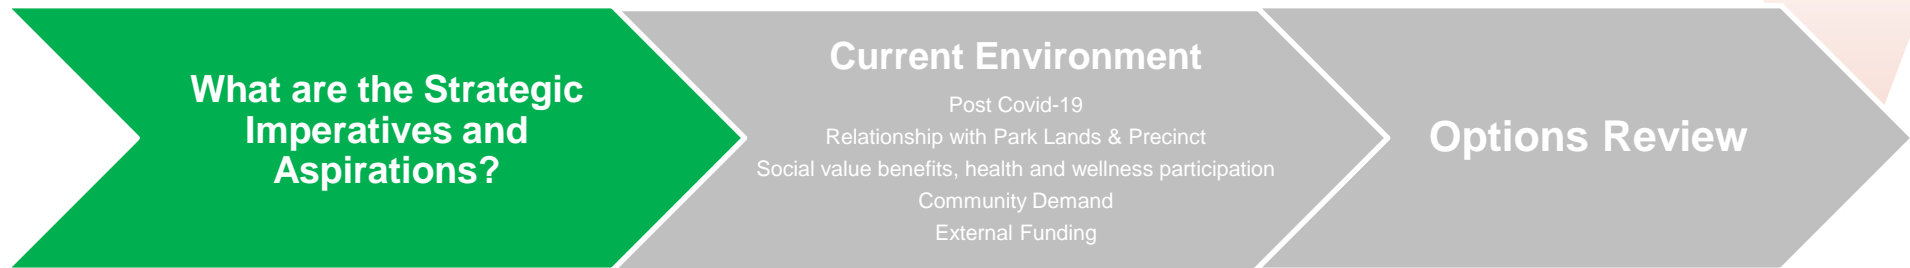 What are the Strategic
Imperatives and
Aspirations?
Current Environment
Post Covid-19
Relationship with Park Lands & Precinct
Social value benefits, health and wellness participation
Community Demand
External Funding
Options Review